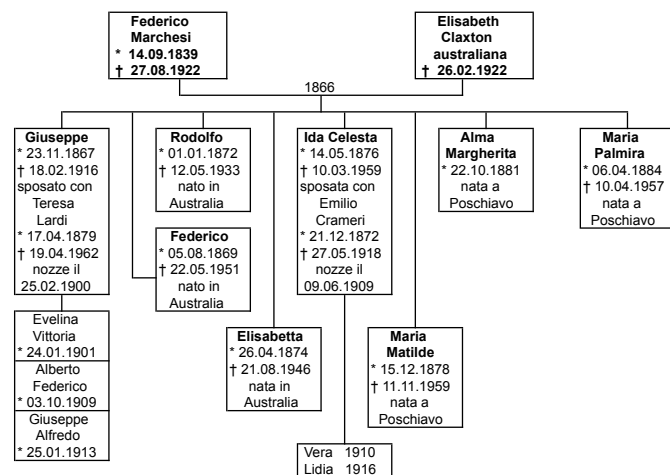 Federico
Marchesi
* 14.09.1839
† 27.08.1922
Elisabeth
Claxton
australiana
† 26.02.1922
1866
Giuseppe
* 23.11.1867
† 18.02.1916
sposato con
Teresa
Lardi
* 17.04.1879
† 19.04.1962
nozze il
25.02.1900
Rodolfo
* 01.01.1872
† 12.05.1933
nato in
Australia
Ida Celesta
* 14.05.1876
† 10.03.1959
sposata con
Emilio
Crameri
* 21.12.1872
† 27.05.1918
nozze il
09.06.1909
Alma
Margherita
* 22.10.1881
nata a
Poschiavo
Maria
Palmira
* 06.04.1884
† 10.04.1957
nata a
Poschiavo
Federico
* 05.08.1869
† 22.05.1951
nato in
Australia
Evelina
Vittoria
* 24.01.1901
Alberto
Federico
* 03.10.1909
Giuseppe
Alfredo
* 25.01.1913
Elisabetta
* 26.04.1874
† 21.08.1946
nata in
Australia
Maria
Matilde
* 15.12.1878
† 11.11.1959
nata a
Poschiavo
Vera 1910
Lidia 1916